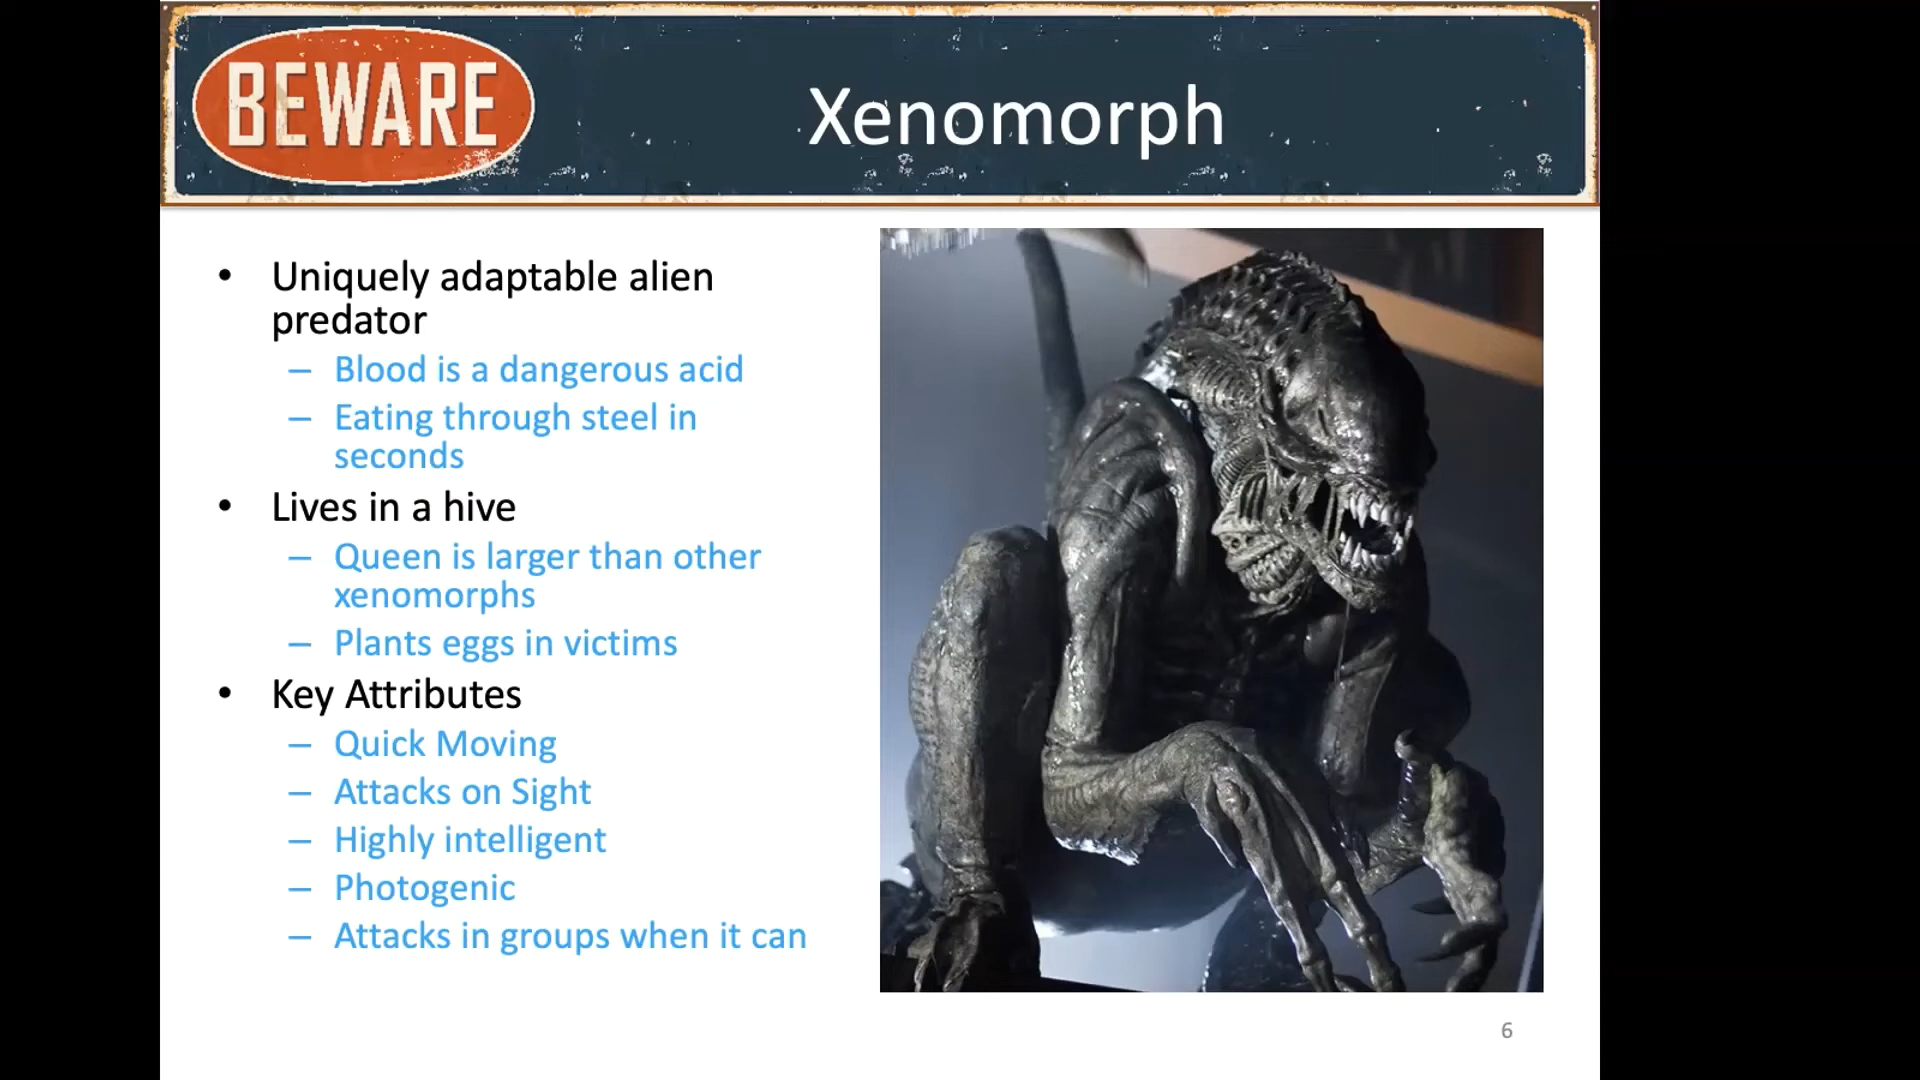 BEWARE
Xenomorph
• Uniquely adaptable alien
predator
– Blood is a dangerous acid
– Eating through steel in
seconds
• Lives in a hive
– Queen is larger than other
xenomorphs
– Plants eggs in victims
• Key Attributes
– Quick Moving
– Attacks on Sight
– Highly intelligent
– Photogenic
– Attacks in groups when it can
6